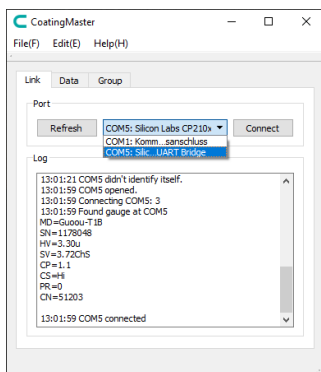 CoatingMaster
File(F) Edit(E) Help(H)
Link Data Group
Port
Refresh COM5: Silicon Labs CP210x Connect
COM1: Komm...sanschluss
COM5: Silic...UART Bridge
Log
13:01:21 COM5 didn't identify itself.
13:01:59 COM5 opened.
13:01:59 Connecting COM5: 3
13:01:59 Found gauge at COM5
MD=Guoou-T1B
SN=1178048
HV=3.30u
SV=3.72ChS
CP=1.1
CS=Hi
PR=0
CN=51203
13:01:59 COM5 connected